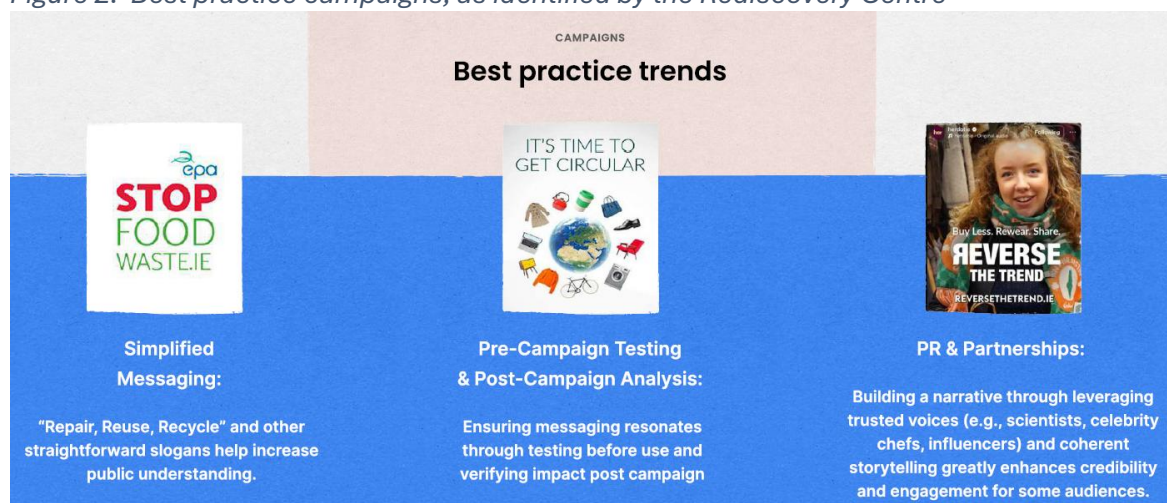 Figure 2: Best practice campaigns, as identified by the Rediscovery Centre
CAMPAIGNS
Best practice trends
epa
STOP
FOOD
WASTE.IE
Simplified
Messaging:
"Repair, Reuse, Recycle" and other
straightforward slogans help increase
public understanding.
IT'S TIME TO
GET CIRCULAR
Pre-Campaign Testing
& Post-Campaign Analysis:
Ensuring messaging resonates
through testing before use and
verifying impact post campaign
her
Following
Buy Less. Rewear. Share.
REVERSE
THE TREND
REVERSETHETREND.IE
PR & Partnerships:
Building a narrative through leveraging
trusted voices (e.g., scientists, celebrity
chefs, influencers) and coherent
storytelling greatly enhances credibility
and engagement for some audiences.